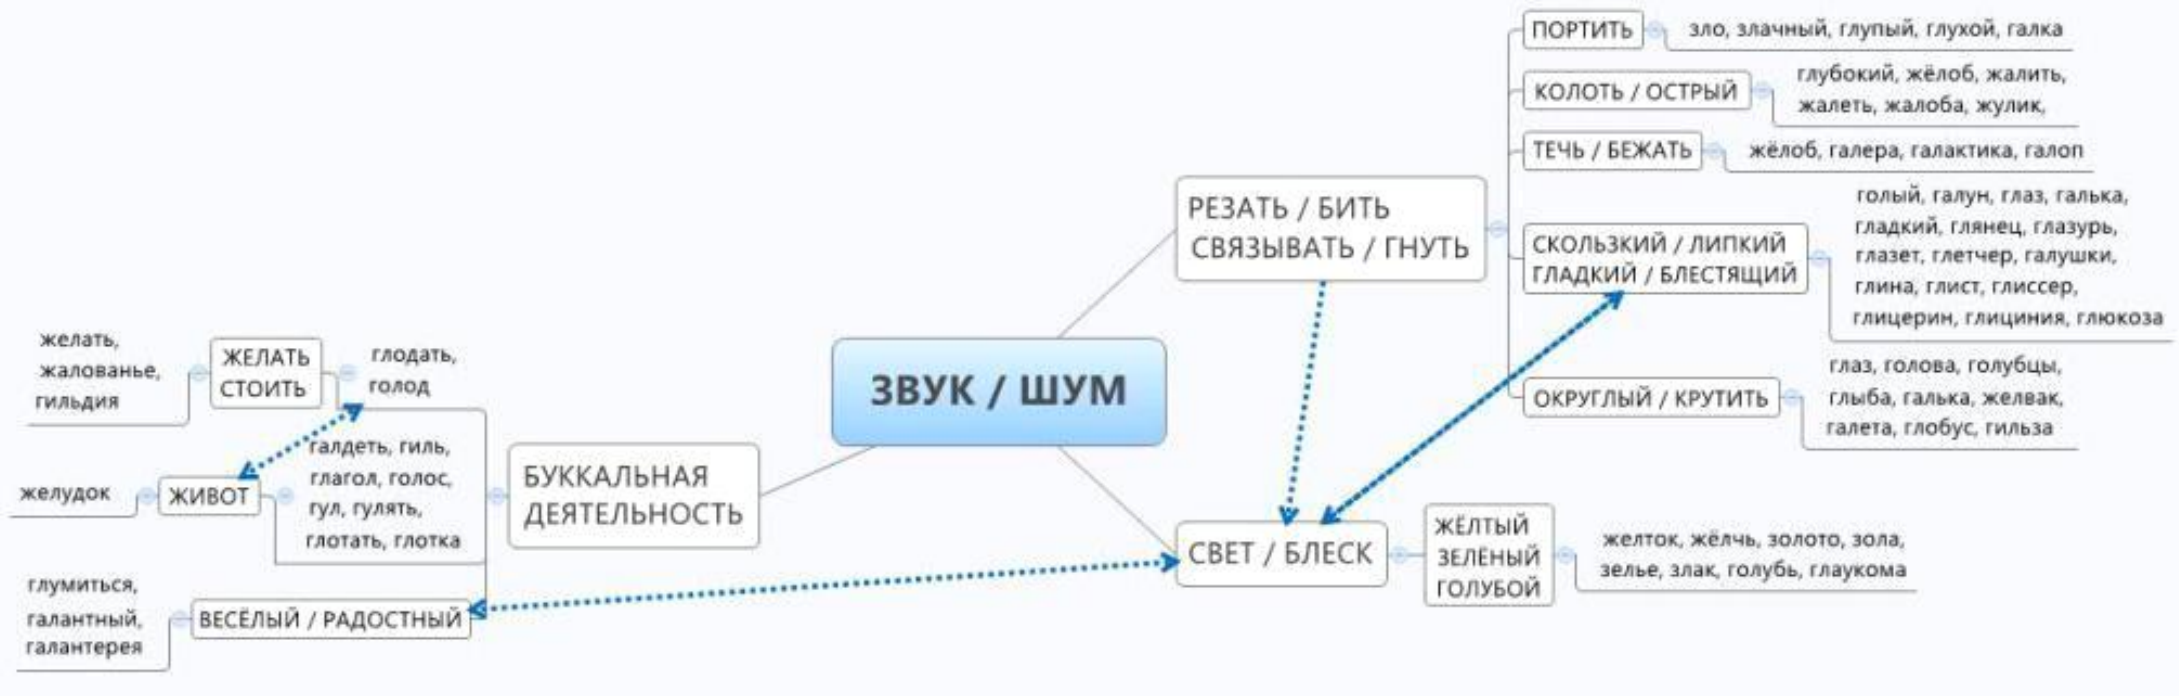 ПОРТИТЬ
зло, злачный, глупый, глухой, галка
КОЛОТЬ / ОСТРЫЙ
глубокий, жёлоб, жалить,
жалеть, жалоба, жулик,
ТЕЧЬ / БЕЖАТЬ
жёлоб, галера, галактика, галоп
РЕЗАТЬ / БИТЬ
СВЯЗЫВАТЬ / ГНУТЬ
СКОЛЬЗКИЙ / ЛИПКИЙ
ГЛАДКИЙ / БЛЕСТЯЩИЙ
голый, галун, глаз, галька,
гладкий, глянец, глазурь,
глазет, глетчер, галушки,
глина, глист, глиссер,
глицерин, глициния, глюкоза
ОКРУГЛЫЙ / КРУТИТЬ
глаз, голова, голубцы,
глыба, галька, желвак,
галета, глобус, гильза
ЗВУК / ШУМ
желать,
жалованье,
гильдия
ЖЕЛАТЬ
СТОИТЬ
глодать,
голод
желудок
ЖИВОТ
галдеть, гиль,
глагол, голос,
гул, гулять,
глотать, глотка
БУККАЛЬНАЯ
ДЕЯТЕЛЬНОСТЬ
глумиться,
галантный,
галантерея
ВЕСЁЛЫЙ / РАДОСТНЫЙ
СВЕТ / БЛЕСК
ЖЁЛТЫЙ
ЗЕЛЁНЫЙ
ГОЛУБОЙ
желток, жёлчь, золото, зола,
зелье, злак, голубь, глаукома